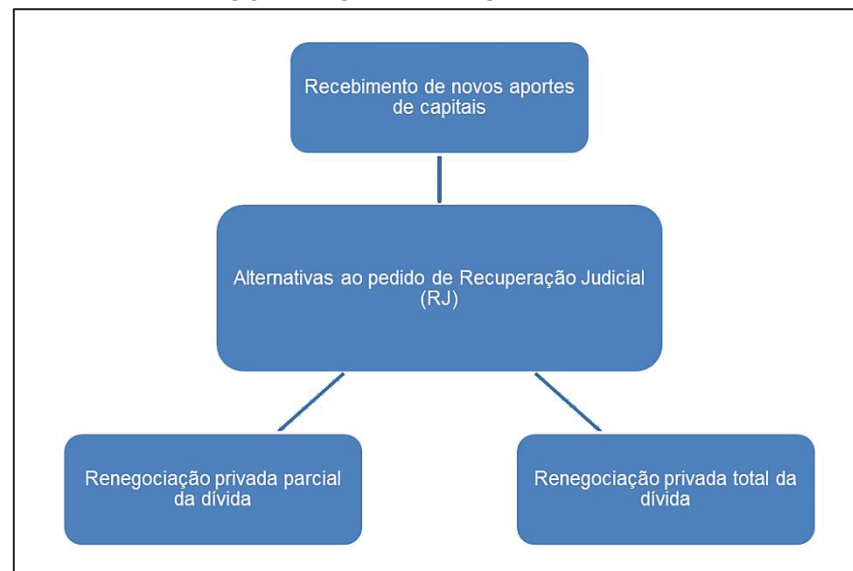 Recebimento de novos aportes
de capitais
Alternativas ao pedido de Recuperação Judicial
(RJ)
Renegociação privada parcial
da dívida
Renegociação privada total da
dívida